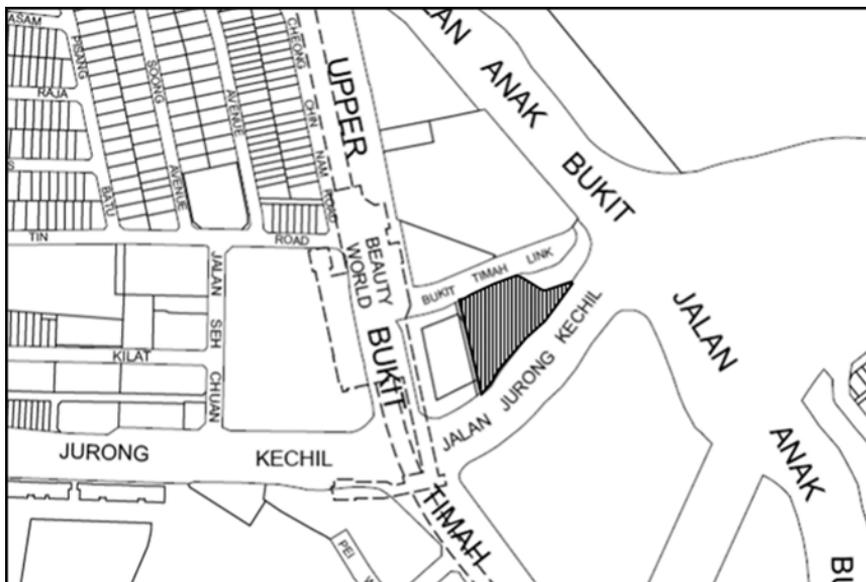 ASAM
PISANG
RAJA
BATU
SOONG
AVENUE
AVENUE
CHEONG
CHIN
NAM
ROAD
TIN
ROAD
UPPER
BUKIT
TIMAH
BEAUTY
WORLD
JALAN
ANAK
BUKIT
BUKIT TIMAH LINK
JALAN JURONG KECHIL
JALAN
ANAK
JALAN
SEH
CHUAN
KILAT
JURONG KECHIL
PEI